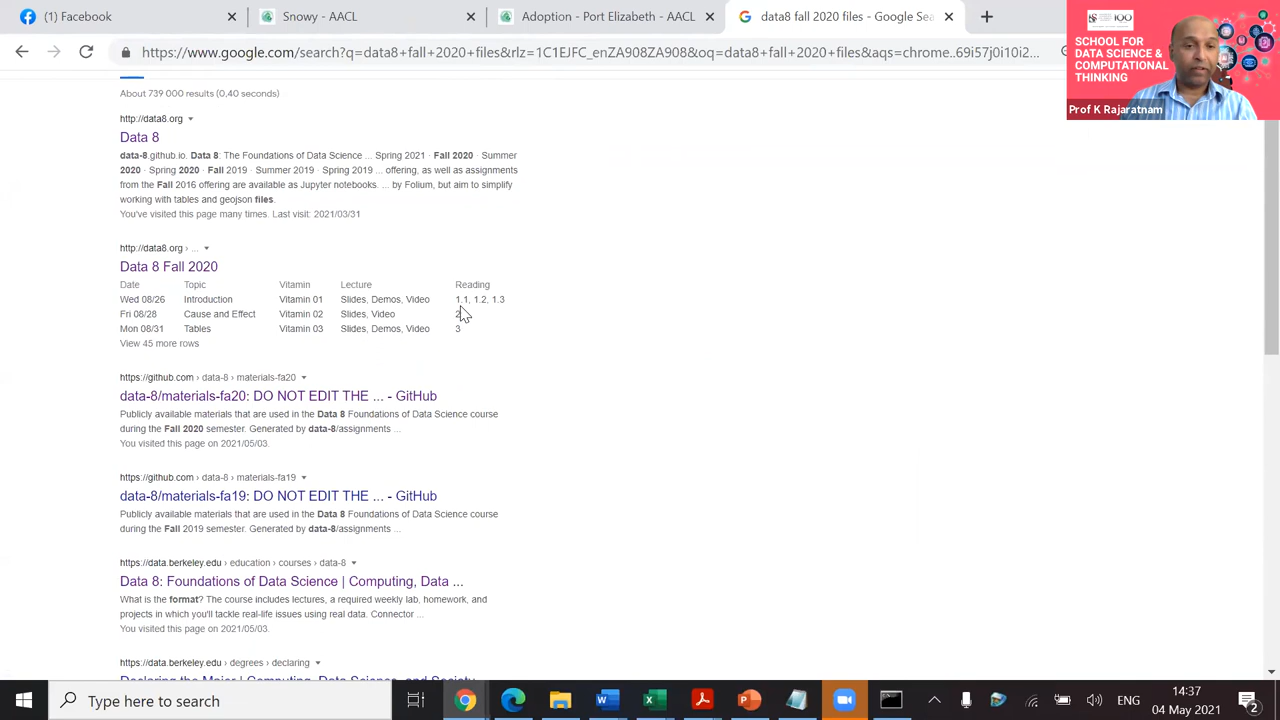 (1) Facebook
Snowy - AACL
Adoption - Port Elizabeth - AACL
data8 fall 2020 files - Google Sea
https://www.google.com/search?q=data8+fall+2020+files&rlz=1C1EJFC_enZA908ZA908&oq=data8+fall+2020+files&aqs=chrome..69i57j0i10i2...
100
SCHOOL FOR
DATA SCIENCE &
COMPUTATIONAL
THINKING
Prof K Rajaratnam
About 739 000 results (0,40 seconds)
http://data8.org
Data 8
data-8.github.io. Data 8: The Foundations of Data Science ... Spring 2021 · Fall 2020 · Summer
2020 · Spring 2020 · Fall 2019 · Summer 2019 · Spring 2019 ... offering, as well as assignments
from the Fall 2016 offering are available as Jupyter notebooks. ... by Folium, but aim to simplify
working with tables and geojson files.
You've visited this page many times. Last visit: 2021/03/31
http://data8.org › ...
Data 8 Fall 2020
Date Topic Vitamin Lecture Reading
Wed 08/26 Introduction Vitamin 01 Slides, Demos, Video 1.1, 1.2, 1.3
Fri 08/28 Cause and Effect Vitamin 02 Slides, Video 2
Mon 08/31 Tables Vitamin 03 Slides, Demos, Video 3
View 45 more rows
https://github.com › data-8 › materials-fa20
data-8/materials-fa20: DO NOT EDIT THE ... - GitHub
Publicly available materials that are used in the Data 8 Foundations of Data Science course
during the Fall 2020 semester. Generated by data-8/assignments ...
You visited this page on 2021/05/03.
https://github.com › data-8 › materials-fa19
data-8/materials-fa19: DO NOT EDIT THE ... - GitHub
Publicly available materials that are used in the Data 8 Foundations of Data Science course
during the Fall 2019 semester. Generated by data-8/assignments ...
https://data.berkeley.edu › education › courses › data-8
Data 8: Foundations of Data Science | Computing, Data ...
What is the format? The course includes lectures, a required weekly lab, homework, and
projects in which you'll tackle real-life issues using real data. Connector ...
You visited this page on 2021/05/03.
https://data.berkeley.edu › degrees › declaring
Declaring the Major | Computing, Data Science, and Society
Type here to search
ENG
14:37
04 May 2021
2